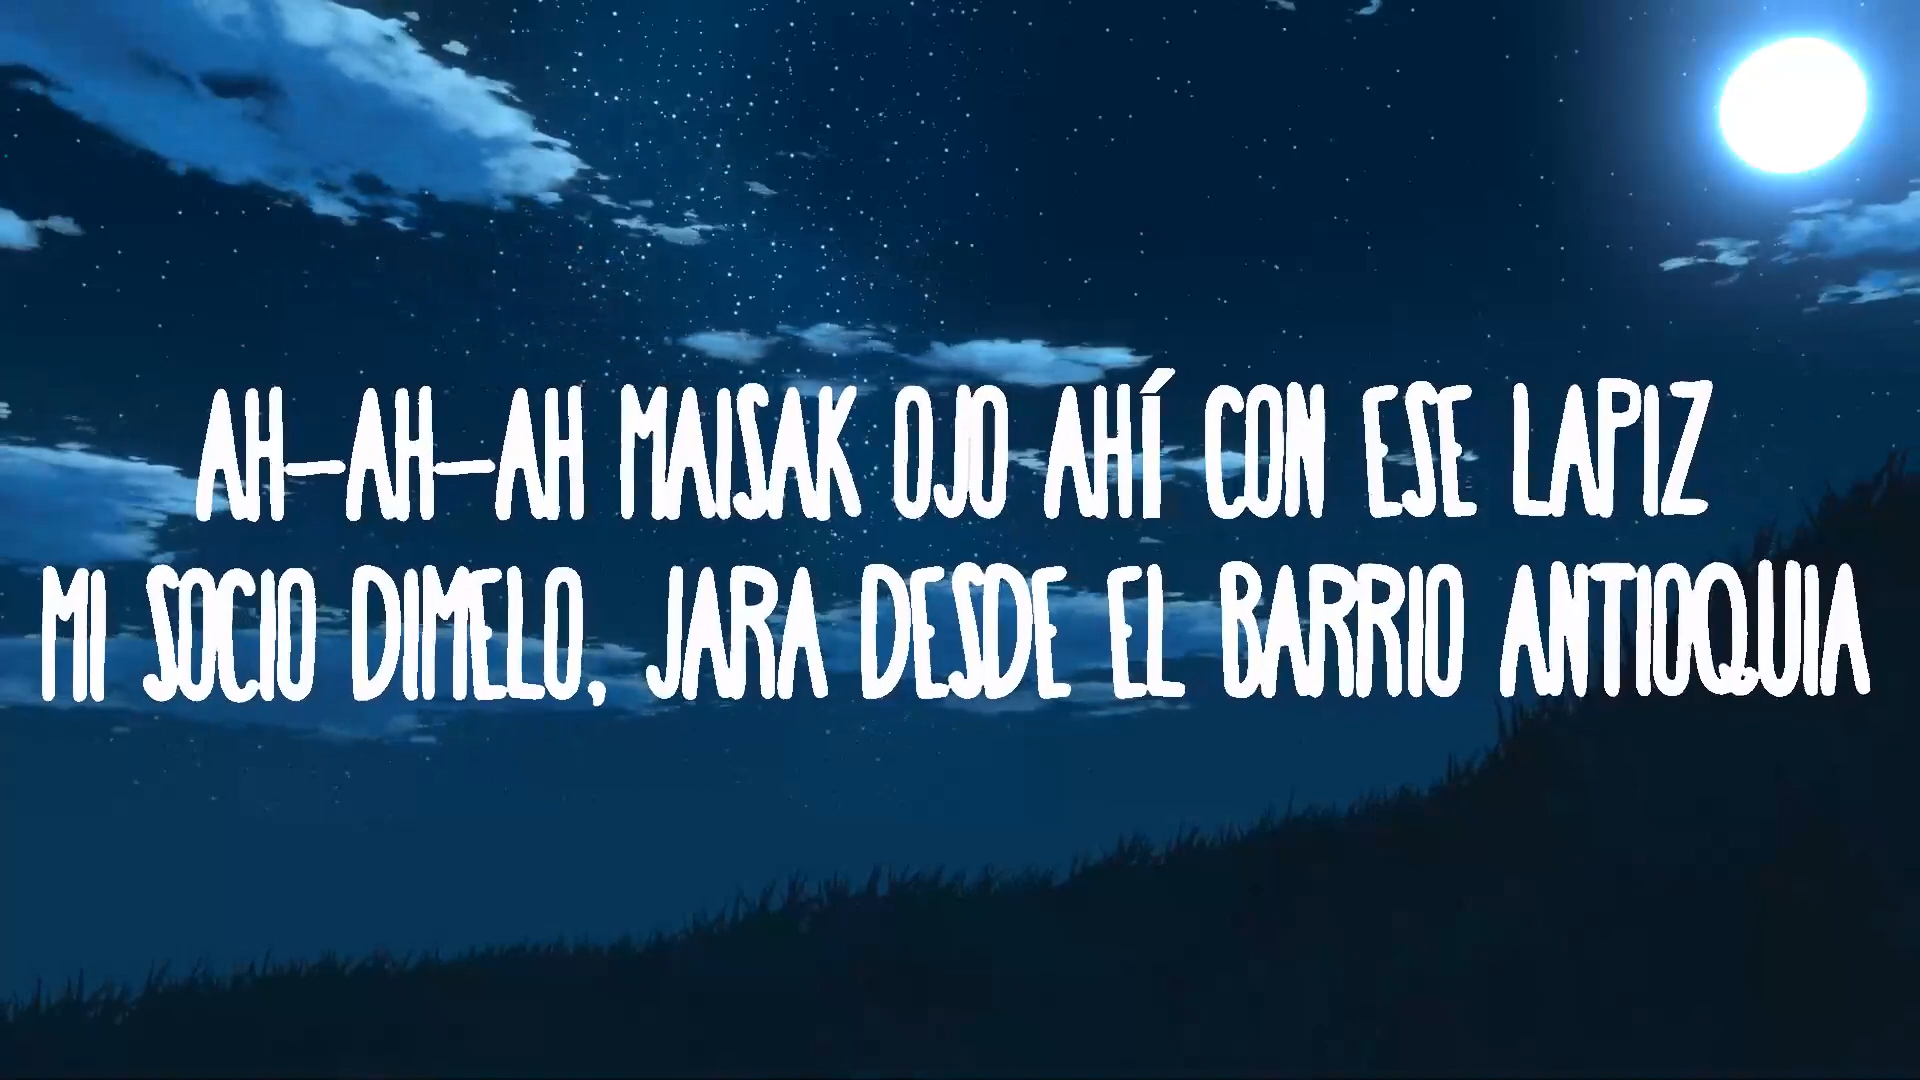 AH-AH-AH MAISAK OJO AHÍ CON ESE LAPIZ
MI SOCIO DIMELO, JARA DESDE EL BARRIO ANTIOQUIA